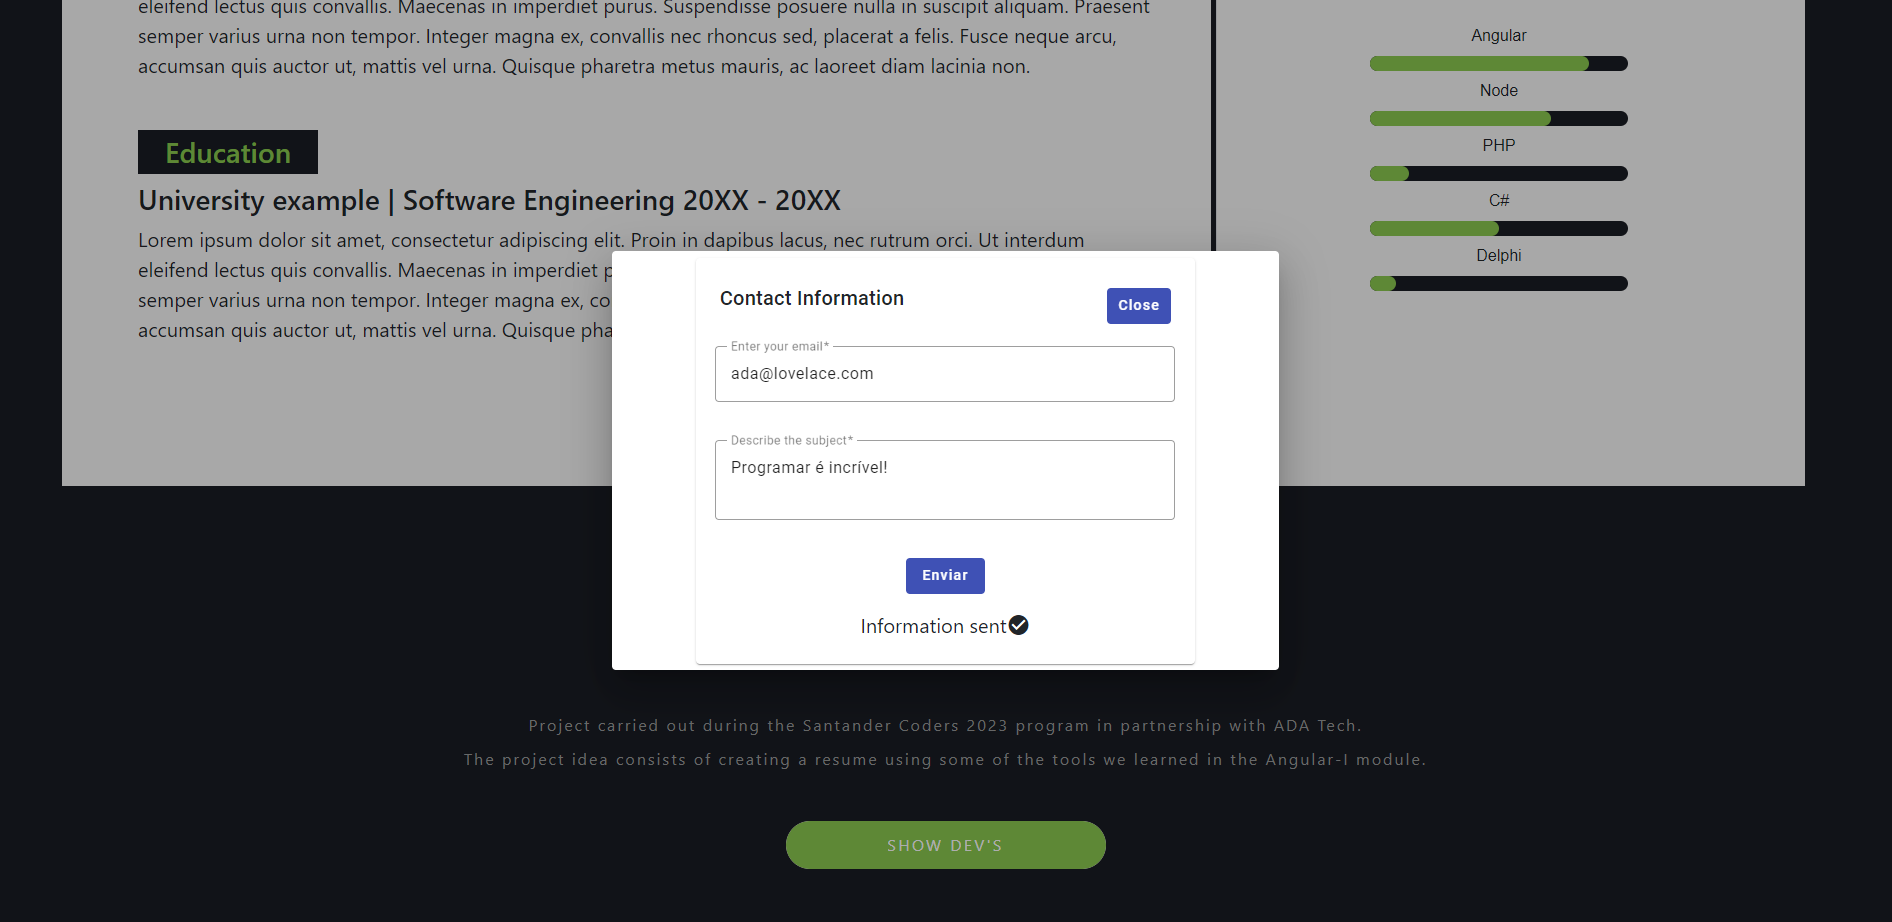 eleifend lectus quis convallis. Maecenas in imperdiet purus. Suspendisse posuere nulla in suscipit aliquam. Praesent
semper varius urna non tempor. Integer magna ex, convallis nec rhoncus sed, placerat a felis. Fusce neque arcu,
accumsan quis auctor ut, mattis vel urna. Quisque pharetra metus mauris, ac laoreet diam lacinia non.
Education
University example | Software Engineering 20XX - 20XX
Lorem ipsum dolor sit amet, consectetur adipiscing elit. Proin in dapibus lacus, nec rutrum orci. Ut interdum
eleifend lectus quis convallis. Maecenas in imperdiet
semper varius urna non tempor. Integer magna ex,
accumsan quis auctor ut, mattis vel urna. Quisque
Angular
Node
PHP
C#
Delphi
Contact Information
Close
Enter your email*
ada@lovelace.com
Describe the subject*
Programar é incrível!
Enviar
Information sent
Project carried out during the Santander Coders 2023 program in partnership with ADA Tech.
The project idea consists of creating a resume using some of the tools we learned in the Angular-I module.
SHOW DEV'S